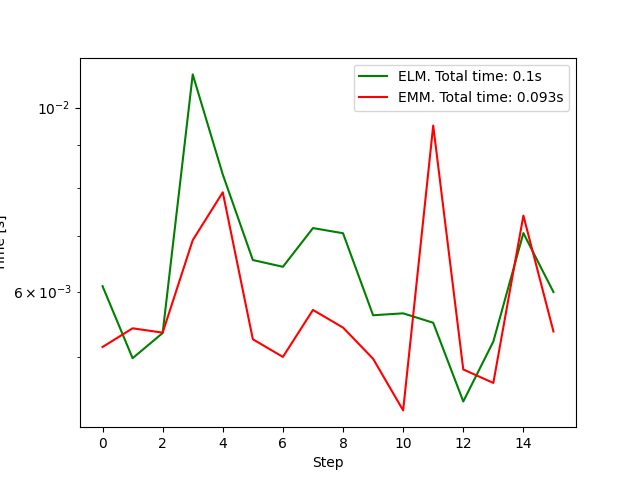 ELM. Total time: 0.1s
EMM. Total time: 0.093s
10⁻²
6 × 10⁻³
0 2 4 6 8 10 12 14
Step